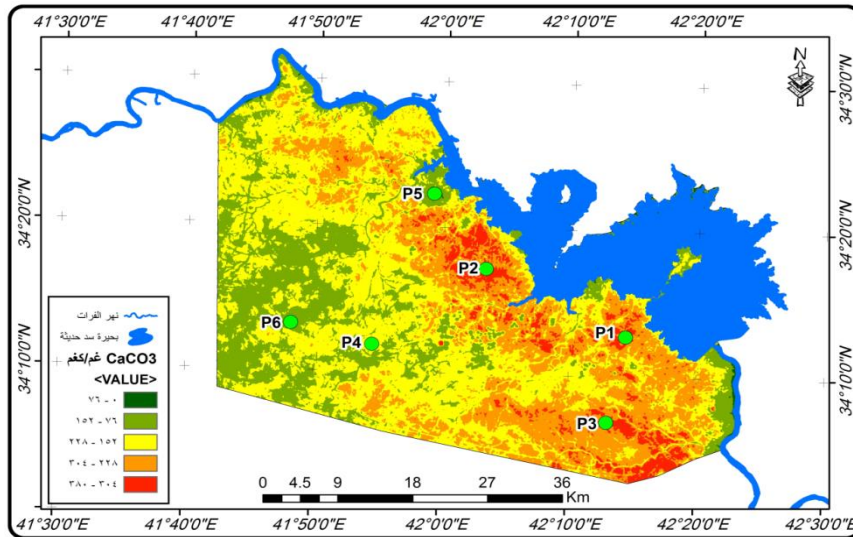 41°30'0"E 41°40'0"E 41°50'0"E 42°0'0"E 42°10'0"E 42°20'0"E
N
34°30'0"N
34°20'0"N
34°10'0"N
34°20'0"N
34°10'0"N
34°30'0"N
P5
P2
P6
P4
P1
P3
نهر الفرات
بحيرة سد حديثة
CaCO3 غم/كغم
<VALUE>
٠ - ٧٦
٧٦ - ١٥٢
١٥٢ - ٢٢٨
٢٢٨ - ٣٠٤
٣٠٤ - ٣٨٠
0 4.5 9 18 27 36
Km
41°30'0"E 41°40'0"E 41°50'0"E 42°0'0"E 42°10'0"E 42°20'0"E 42°30'0"E